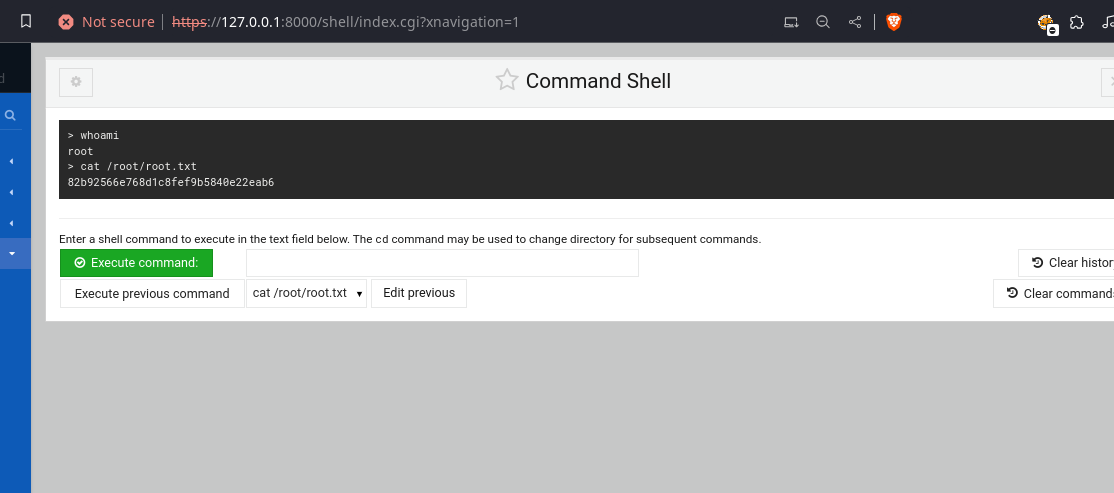 Not secure https://127.0.0.1:8000/shell/index.cgi?xnavigation=1
Command Shell
> whoami
root
> cat /root/root.txt
82b92566e768d1c8fef9b5840e22eab6
Enter a shell command to execute in the text field below. The cd command may be used to change directory for subsequent commands.
Execute command: Clear histor
Execute previous command cat /root/root.txt Edit previous Clear command